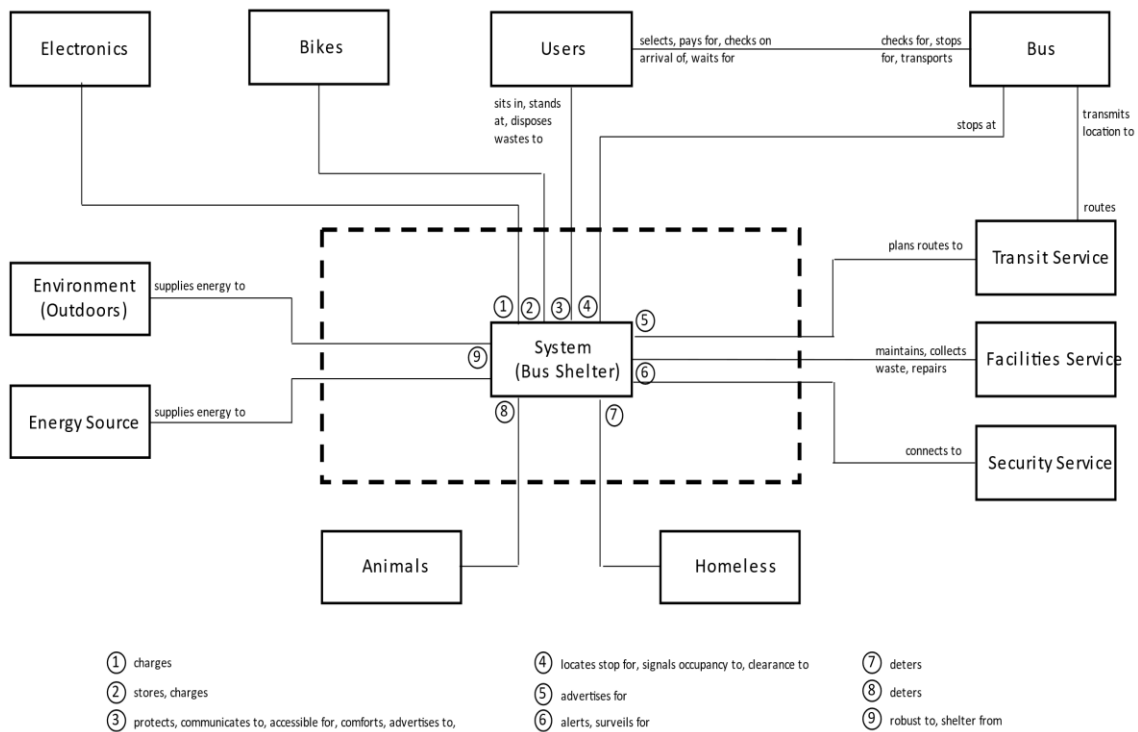 Electronics
Bikes
Users
selects, pays for, checks on
arrival of, waits for
checks for, stops
for, transports
Bus
sits in, stands
at, disposes
wastes to
stops at
transmits
location to
routes
plans routes to
Transit Service
Environment
(Outdoors)
supplies energy to
1
2
3
4
5
System
(Bus Shelter)
9
6
maintains, collects
waste, repairs
Facilities Service
Energy Source
supplies energy to
8
7
connects to
Security Service
Animals
Homeless
1 charges
2 stores, charges
3 protects, communicates to, accessible for, comforts, advertises to,
4 locates stop for, signals occupancy to, clearance to
5 advertises for
6 alerts, surveils for
7 deters
8 deters
9 robust to, shelter from